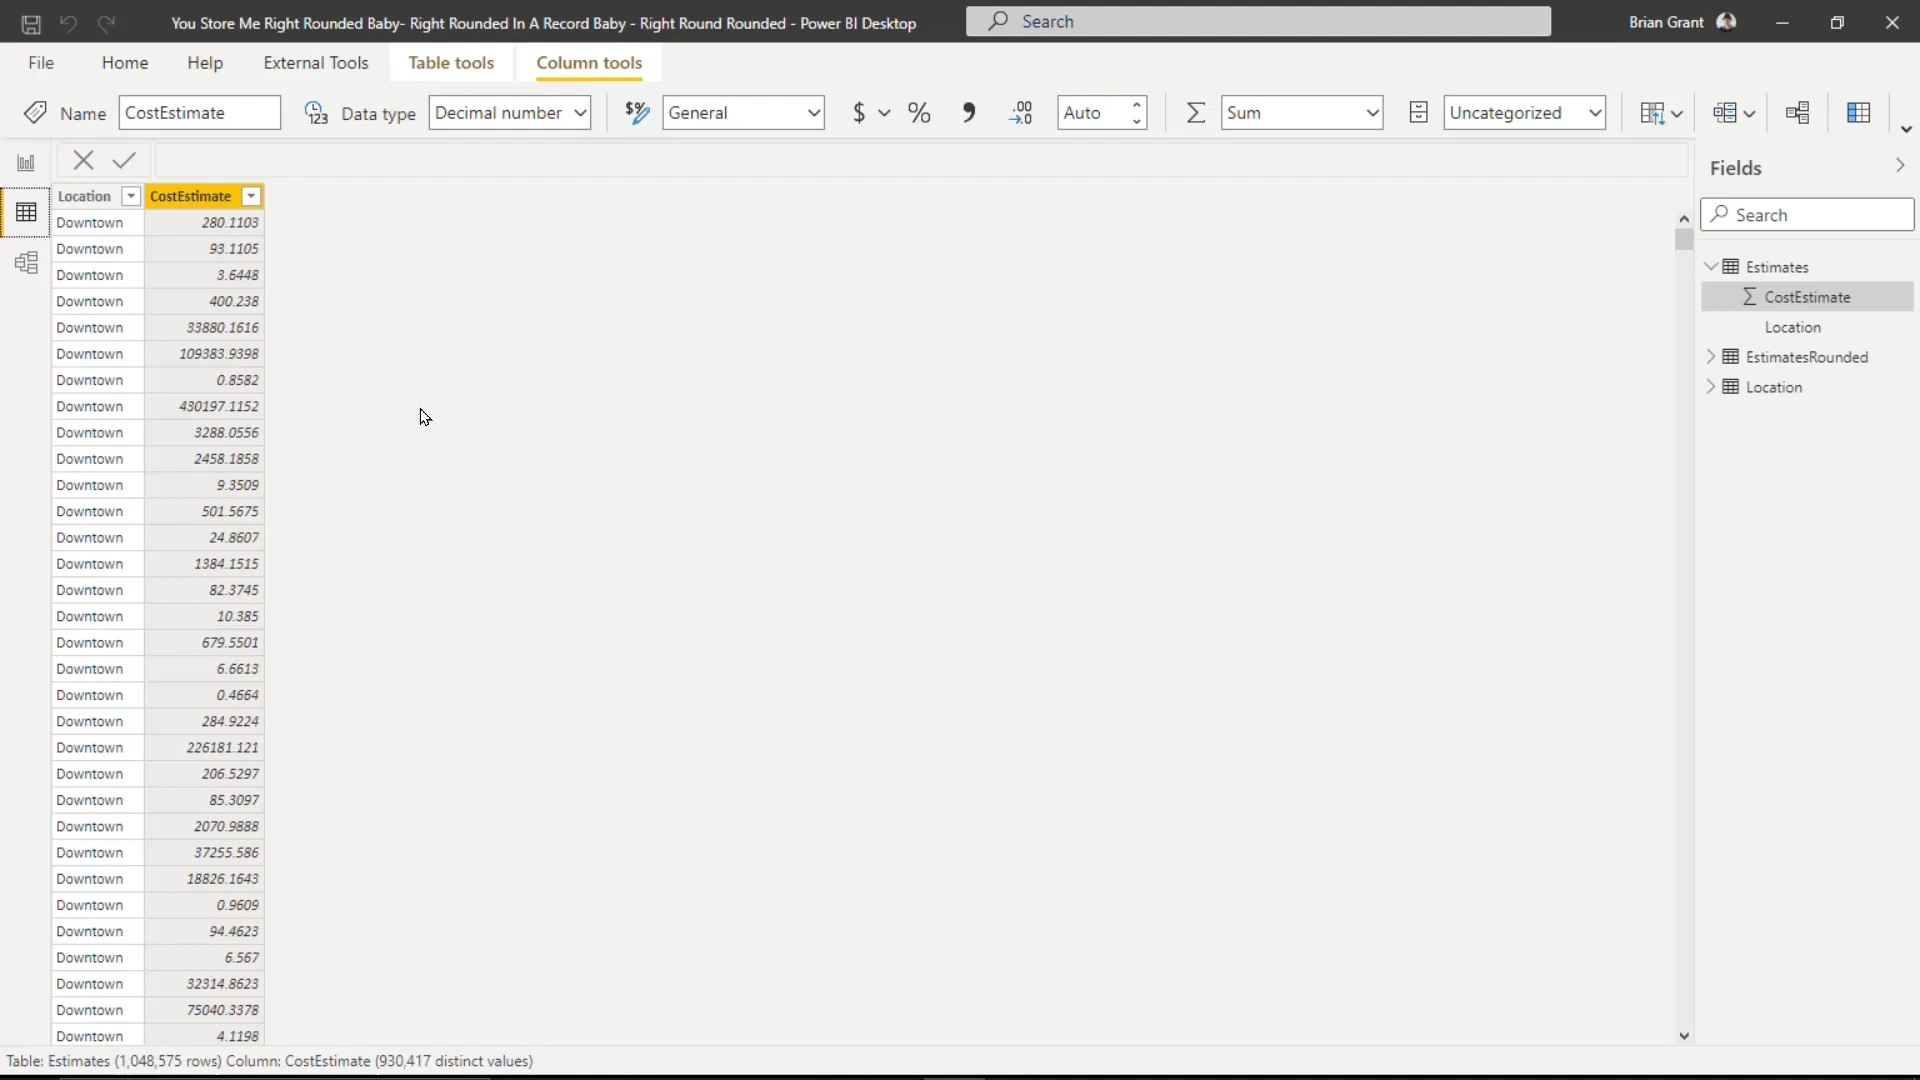 You Store Me Right Rounded Baby- Right Rounded In A Record Baby - Right Round Rounded - Power BI Desktop
Search
Brian Grant
File Home Help External Tools Table tools Column tools
Name CostEstimate Data type Decimal number General $ % Auto Sum Uncategorized
Fields
Search
Estimates
CostEstimate
Location
EstimatesRounded
Location
Location CostEstimate
Downtown 280.1103
Downtown 93.1105
Downtown 3.6448
Downtown 400.238
Downtown 33880.1616
Downtown 109383.9398
Downtown 0.8582
Downtown 430197.1152
Downtown 3288.0556
Downtown 2458.1858
Downtown 9.3509
Downtown 501.5675
Downtown 24.8607
Downtown 1384.1515
Downtown 82.3745
Downtown 10.385
Downtown 679.5501
Downtown 6.6613
Downtown 0.4664
Downtown 284.9224
Downtown 226181.121
Downtown 206.5297
Downtown 85.3097
Downtown 2070.9888
Downtown 37255.586
Downtown 18826.1643
Downtown 0.9609
Downtown 94.4623
Downtown 6.567
Downtown 32314.8623
Downtown 75040.3378
Downtown 4.1198
Table: Estimates (1,048,575 rows) Column: CostEstimate (930,417 distinct values)